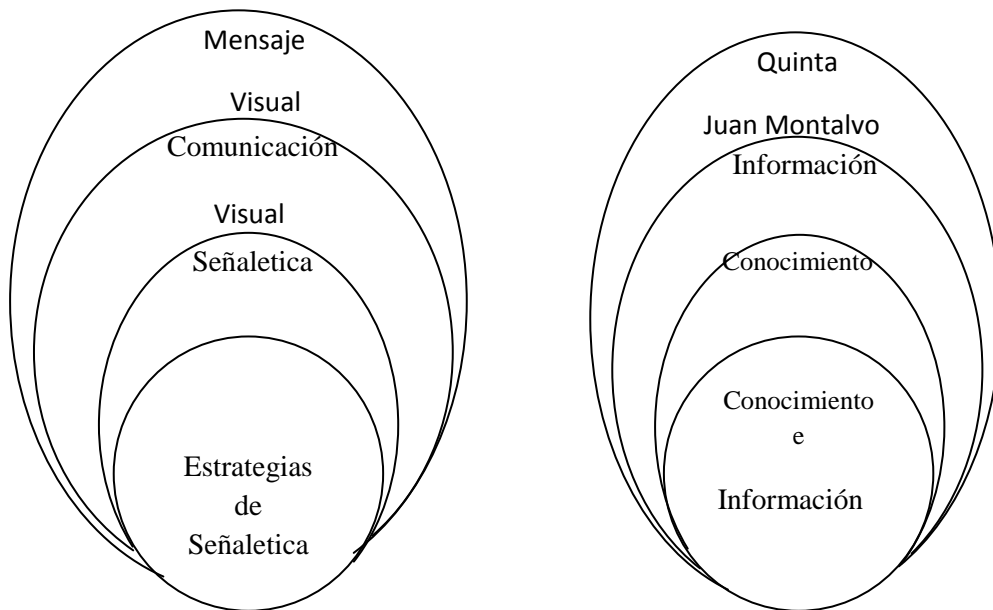 Mensaje
Visual
Comunicación
Visual
Señaletica
Estrategias
de
Señaletica
Quinta
Juan Montalvo
Información
Conocimiento
Conocimiento
e
Información